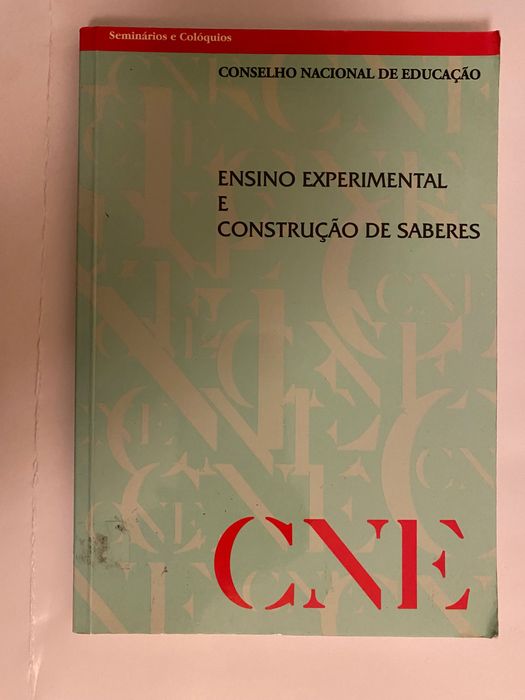 Seminários e Colóquios
CONSELHO NACIONAL DE EDUCAÇÃO
ENSINO EXPERIMENTAL
E
CONSTRUÇÃO DE SABERES
CNE